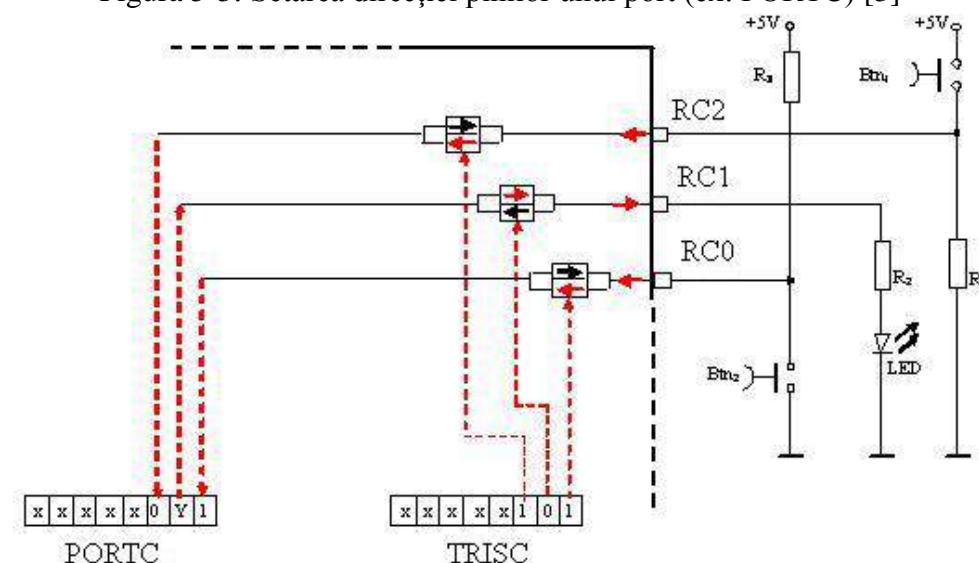 Figura 3-3. Setarea direcţiei pinilor unui port (ex. PORTC) [3]
+5V
+5V
R₃
Btn₁
RC2
RC1
RC0
R₂
R
Btn₂
LED
x x x x x 0 Y 1
x x x x x 1 0 1
PORTC
TRISC